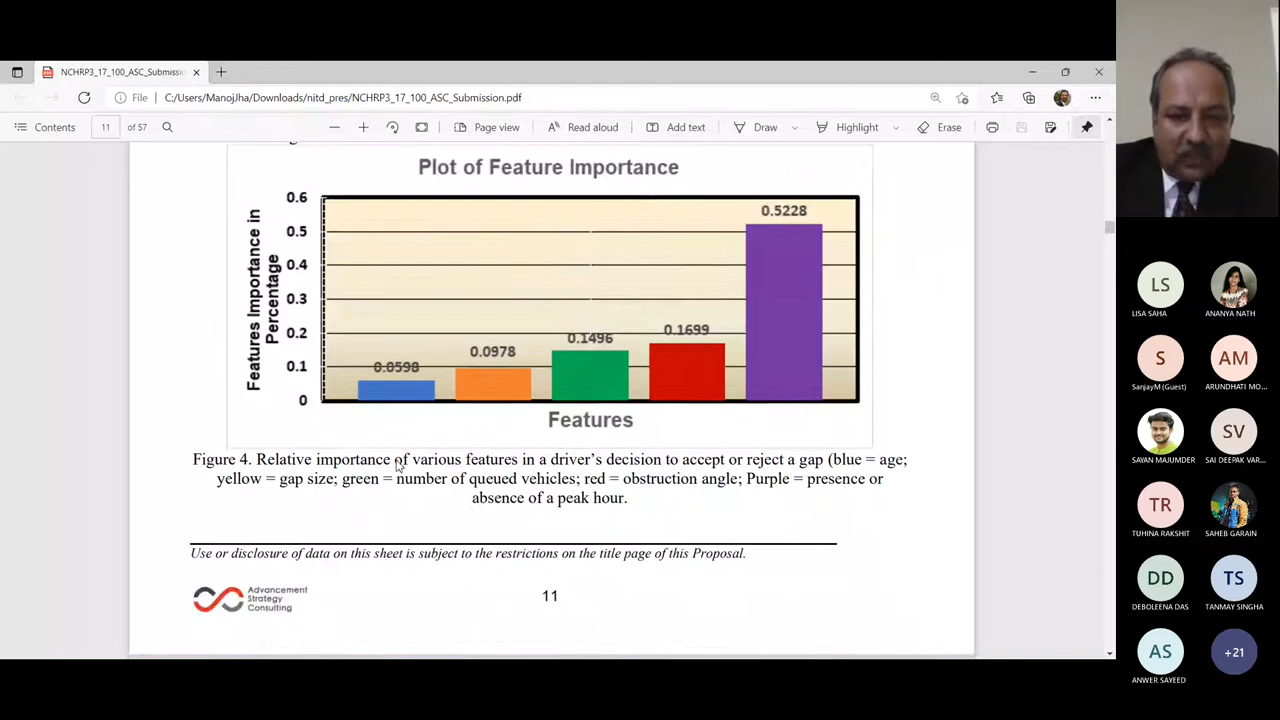 NCHRP3_17_100_ASC_Submissi
File
C:/Users/ManojJha/Downloads/nitd_pres/NCHRP3_17_100_ASC_Submission.pdf
Contents
11
of 57
Page view
Read aloud
Add text
Draw
Highlight
Erase
Plot of Feature Importance
Features Importance in
Percentage
0.6
0.5
0.4
0.3
0.2
0.1
0
0.0598
0.0978
0.1496
0.1699
0.5228
Features
Figure 4. Relative importance of various features in a driver's decision to accept or reject a gap (blue = age;
yellow = gap size; green = number of queued vehicles; red = obstruction angle; Purple = presence or
absence of a peak hour.
Use or disclosure of data on this sheet is subject to the restrictions on the title page of this Proposal.
Advancement
Strategy
Consulting
11
LS
LISA SAHA
ANANYA NATH
S
SanjayM (Guest)
AM
ARUNDHATI MO...
SAYAN MAJUMDER
SV
SAI DEEPAK VAR...
TR
TUHINA RAKSHIT
SAHEB GARAIN
DD
DEBOLEENA DAS
TS
TANMAY SINGHA
AS
ANWER SAYEED
+21